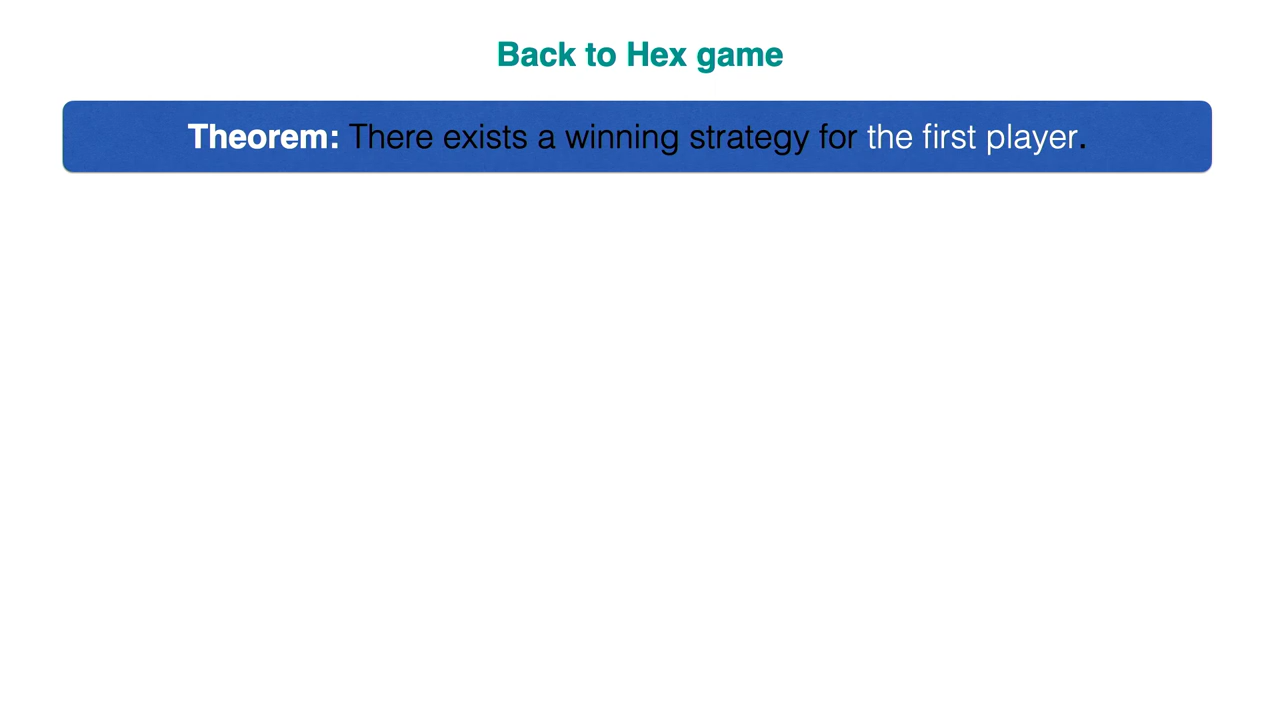 Back to Hex game
Theorem: There exists a winning strategy for the first player.